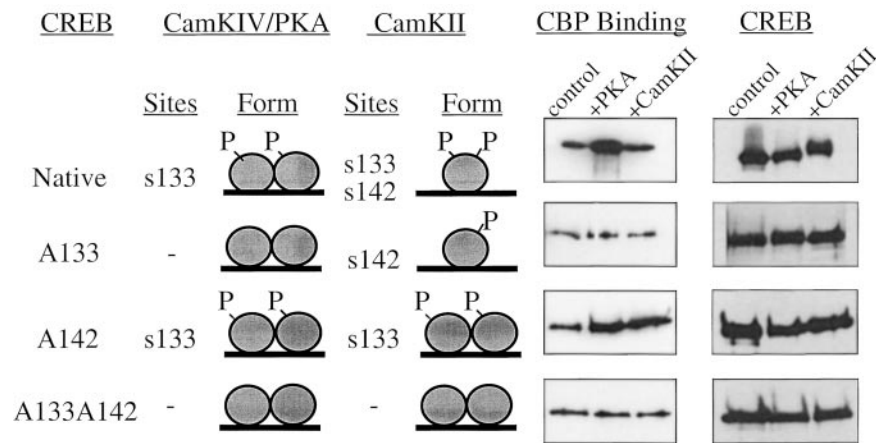 CREB CamKIV/PKA CamKII CBP Binding CREB
control +PKA +CamKII control +PKA +CamKII
Sites Form Sites Form
P P P P
Native s133 s133
s142
P
A133 - s142
P P P P
A142 s133 s133
A133A142 - -